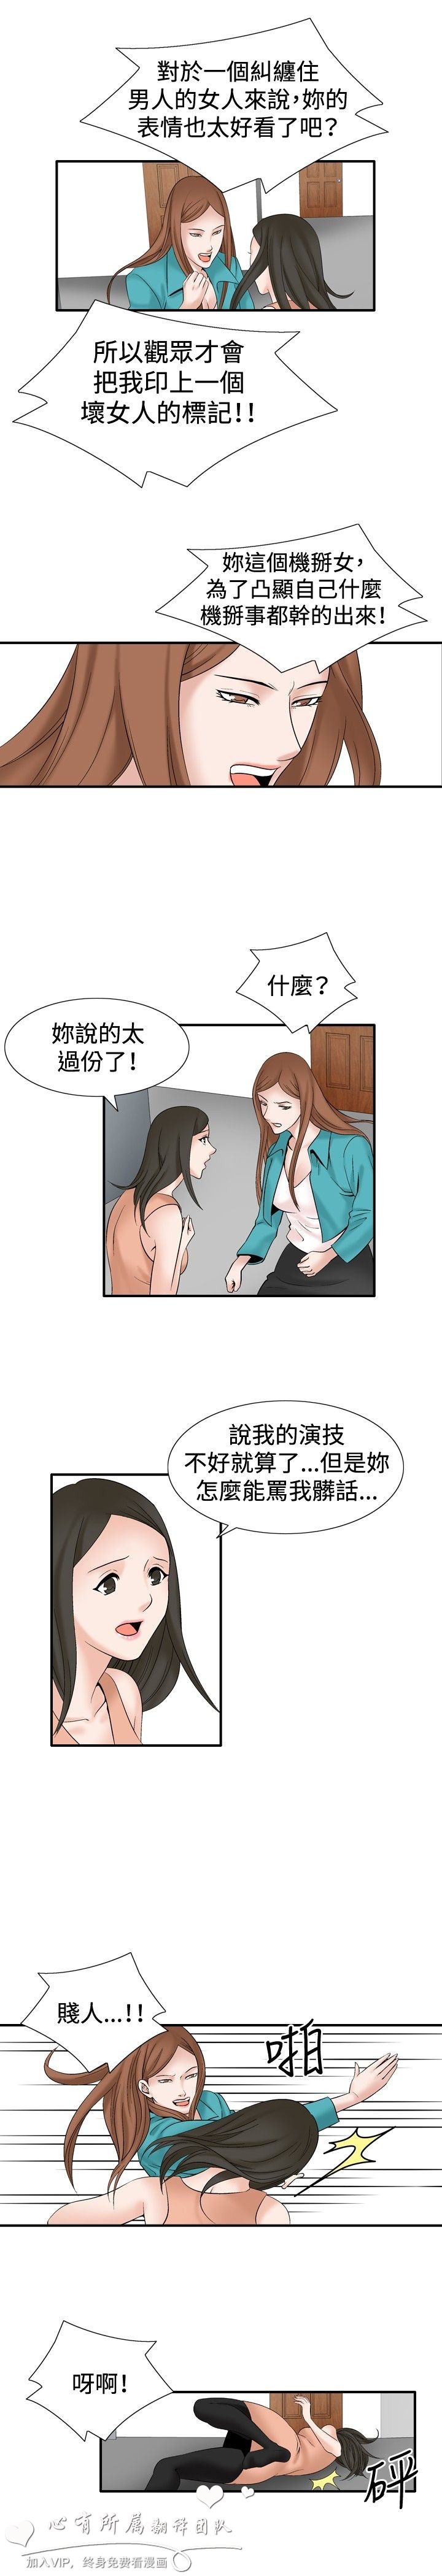 對於一個糾纏住
男人的女人來說，妳的
表情也太好看了吧？
所以觀眾才會
把我印上一個
壞女人的標記！！
妳這個機掰女，
為了凸顯自己什麼
機掰事都幹的出來！
什麼？
妳說的太
過份了！
說我的演技
不好就算了...但是妳
怎麼能罵我髒話...
賤人...！！
啪
呀啊！
砰
心有所属翻译团队
加入VIP，终身免费看漫画